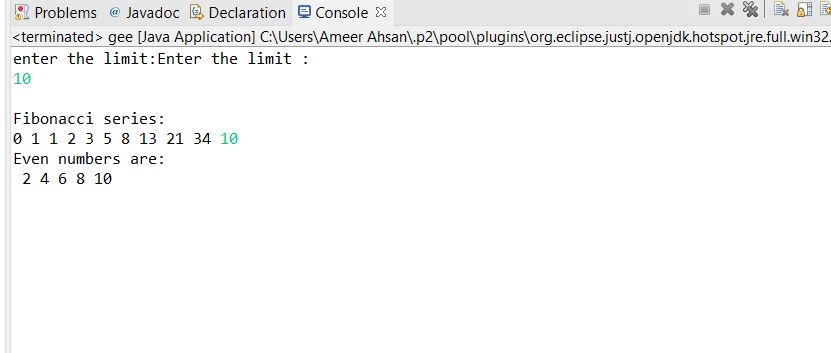 Problems @ Javadoc Declaration Console
<terminated> gee [Java Application] C:\Users\Ameer Ahsan\.p2\pool\plugins\org.eclipse.justj.openjdk.hotspot.jre.full.win32.
enter the limit:Enter the limit :
10
Fibonacci series:
0 1 1 2 3 5 8 13 21 34 10
Even numbers are:
2 4 6 8 10